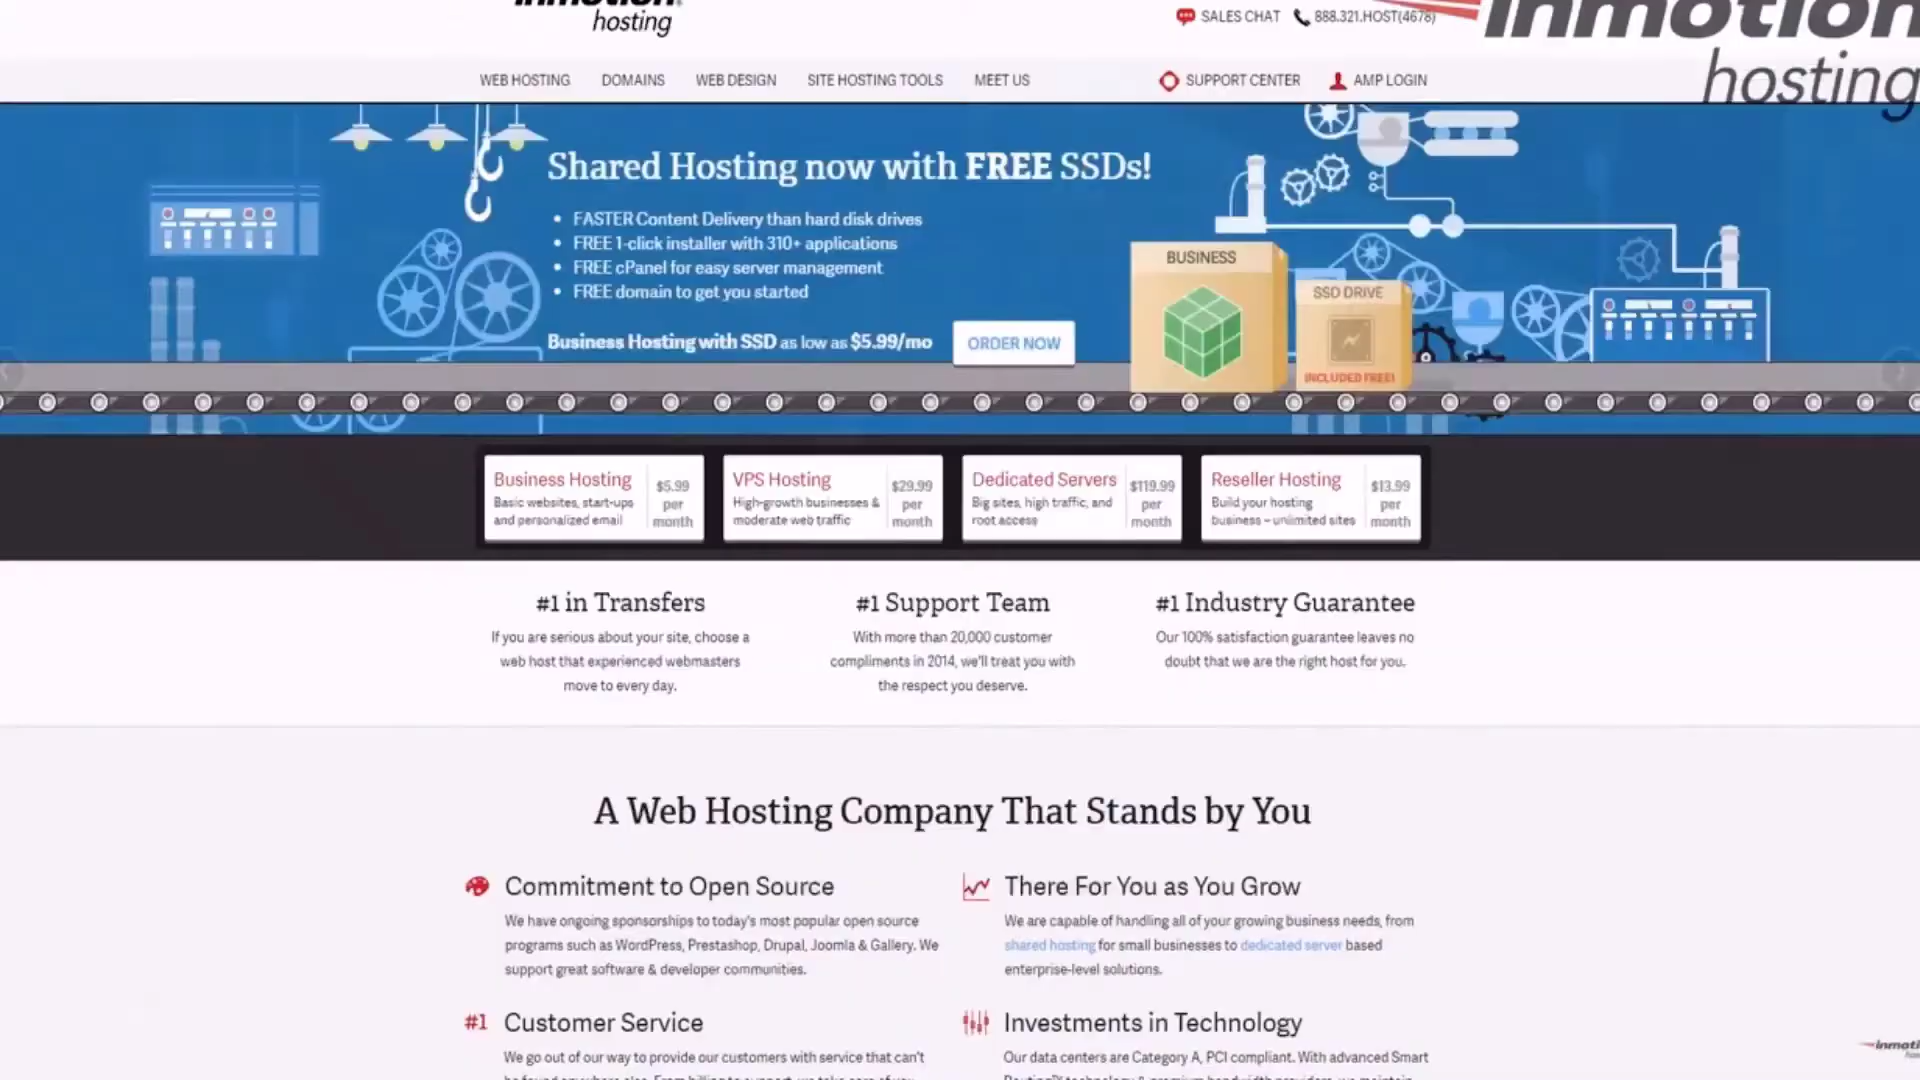 inmotion
hosting
SALES CHAT
888.321.HOST(4678)
inmotion
hosting
WEB HOSTING
DOMAINS
WEB DESIGN
SITE HOSTING TOOLS
MEET US
SUPPORT CENTER
AMP LOGIN
Shared Hosting now with FREE SSDs!
• FASTER Content Delivery than hard disk drives
• FREE 1-click installer with 310+ applications
• FREE cPanel for easy server management
• FREE domain to get you started
Business Hosting with SSD as low as $5.99/mo
ORDER NOW
BUSINESS
SSD DRIVE
INCLUDED FREE!
Business Hosting
Basic websites, start-ups
and personalized email
$5.99
per
month
VPS Hosting
High-growth businesses &
moderate web traffic
$29.99
per
month
Dedicated Servers
Big sites, high traffic, and
root access
$119.99
per
month
Reseller Hosting
Build your hosting
business – unlimited sites
$13.99
per
month
#1 in Transfers
If you are serious about your site, choose a
web host that experienced webmasters
move to every day.
#1 Support Team
With more than 20,000 customer
compliments in 2014, we'll treat you with
the respect you deserve.
#1 Industry Guarantee
Our 100% satisfaction guarantee leaves no
doubt that we are the right host for you.
A Web Hosting Company That Stands by You
Commitment to Open Source
We have ongoing sponsorships to today's most popular open source
programs such as WordPress, Prestashop, Drupal, Joomla & Gallery. We
support great software & developer communities.
There For You as You Grow
We are capable of handling all of your growing business needs, from
shared hosting for small businesses to dedicated server based
enterprise-level solutions.
#1 Customer Service
We go out of our way to provide our customers with service that can't
Investments in Technology
Our data centers are Category A, PCI compliant. With advanced Smart